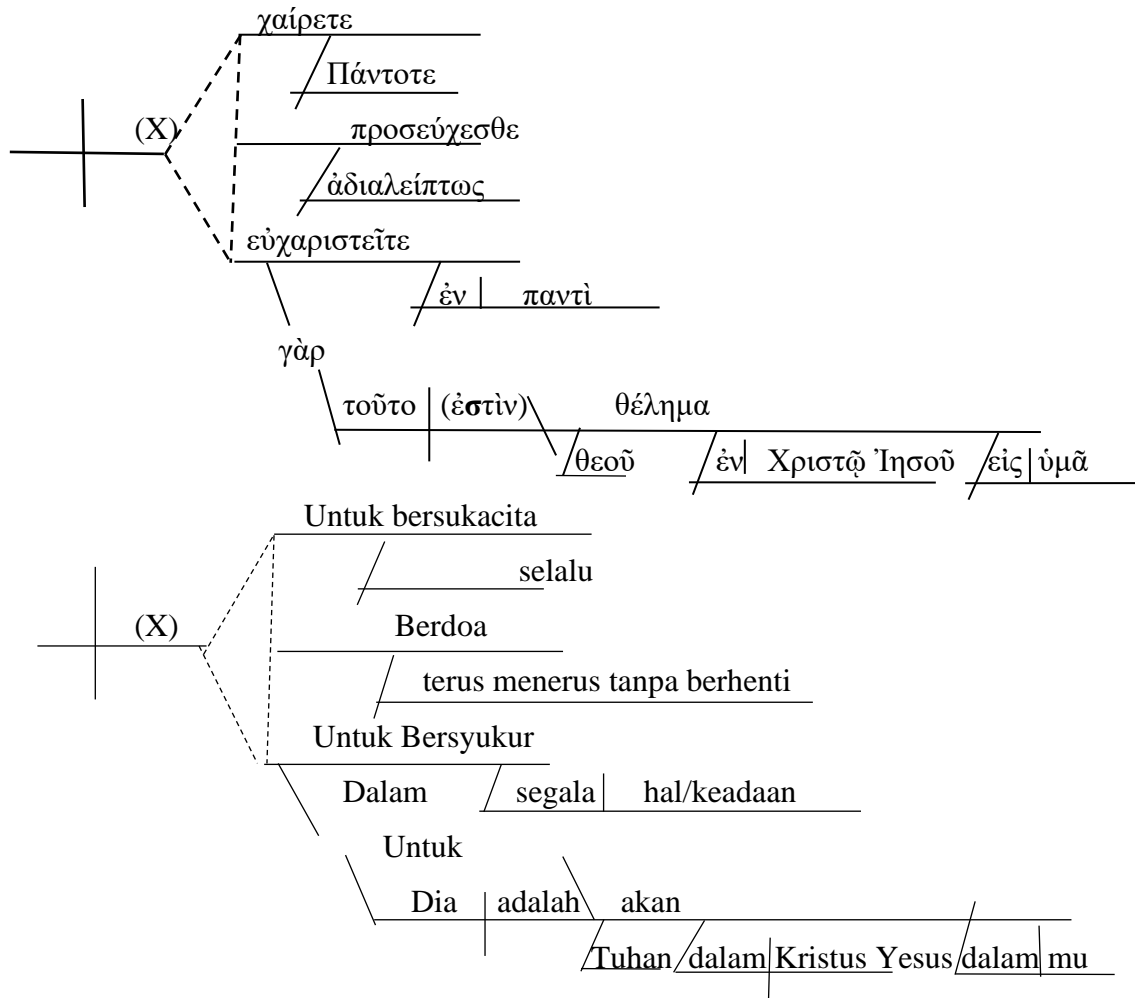 χαίρετε
Πάντοτε
(X)
προσεύχεσθε
ἀδιαλείπτως
εὐχαριστεῖτε
ἐν παντὶ
γὰρ
τοῦτο (ἐστὶν) θέλημα
θεοῦ ἐν Χριστῷ Ἰησοῦ εἰς ὑμᾶ
Untuk bersukacita
selalu
(X)
Berdoa
terus menerus tanpa berhenti
Untuk Bersyukur
Dalam segala hal/keadaan
Untuk
Dia adalah akan
Tuhan dalam Kristus Yesus dalam mu